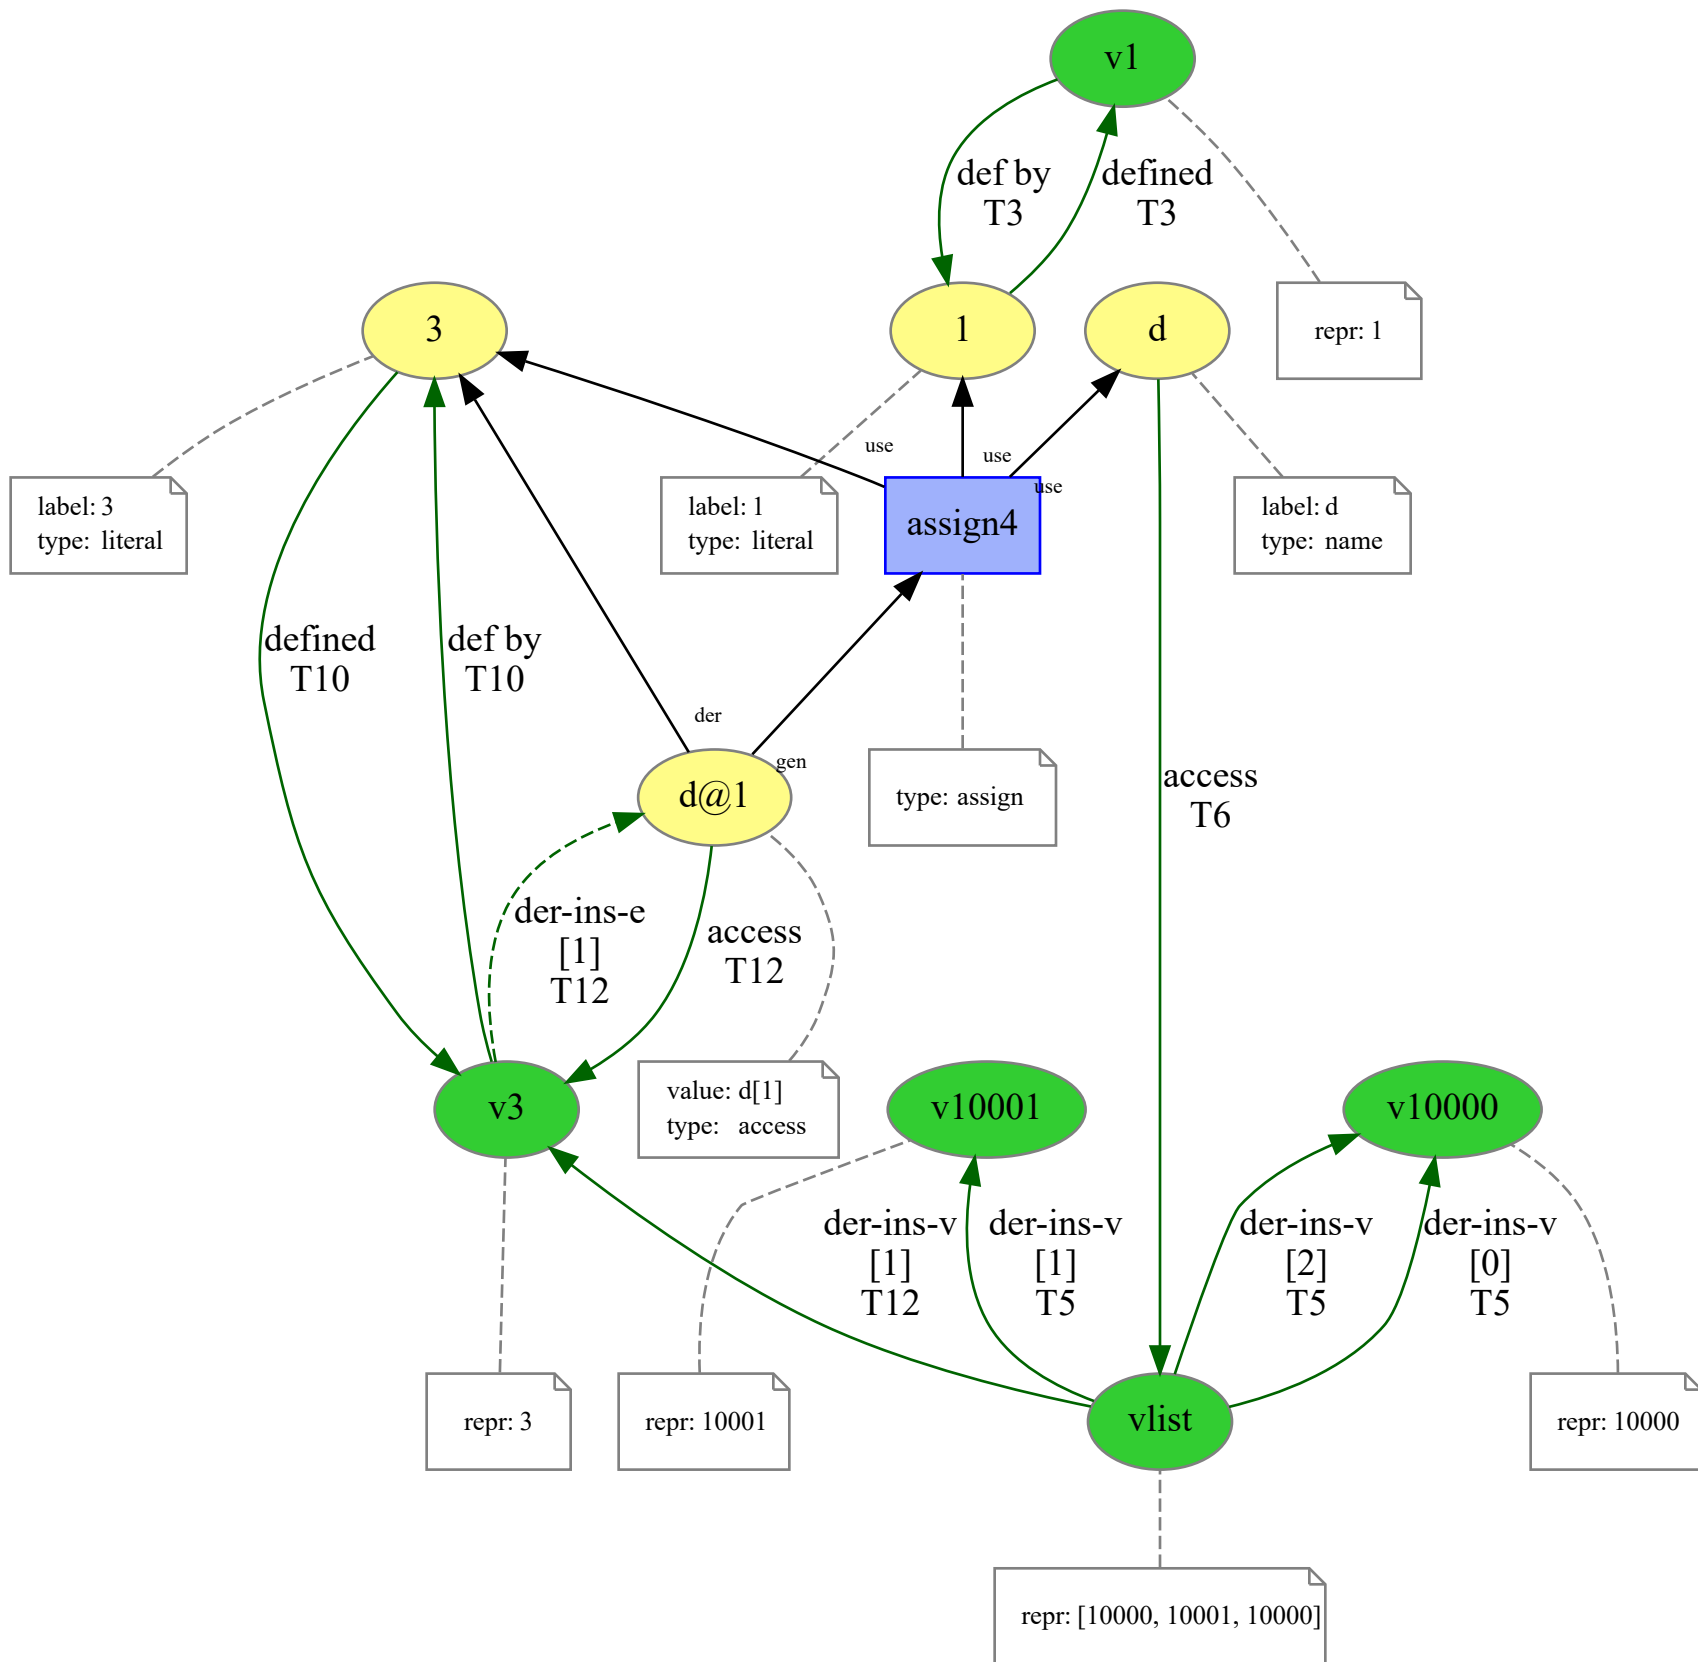 v1
def by
T3
defined
T3
3
1
d
repr: 1
use
use
use
label: 3
type: literal
label: 1
type: literal
assign4
label: d
type: name
defined
T10
def by
T10
der
gen
d@1
type: assign
access
T6
der-ins-e
[1]
T12
access
T12
v3
value: d[1]
type: access
v10001
v10000
der-ins-v
[1]
T12
der-ins-v
[1]
T5
der-ins-v
[2]
T5
der-ins-v
[0]
T5
repr: 3
repr: 10001
vlist
repr: 10000
repr: [10000, 10001, 10000]